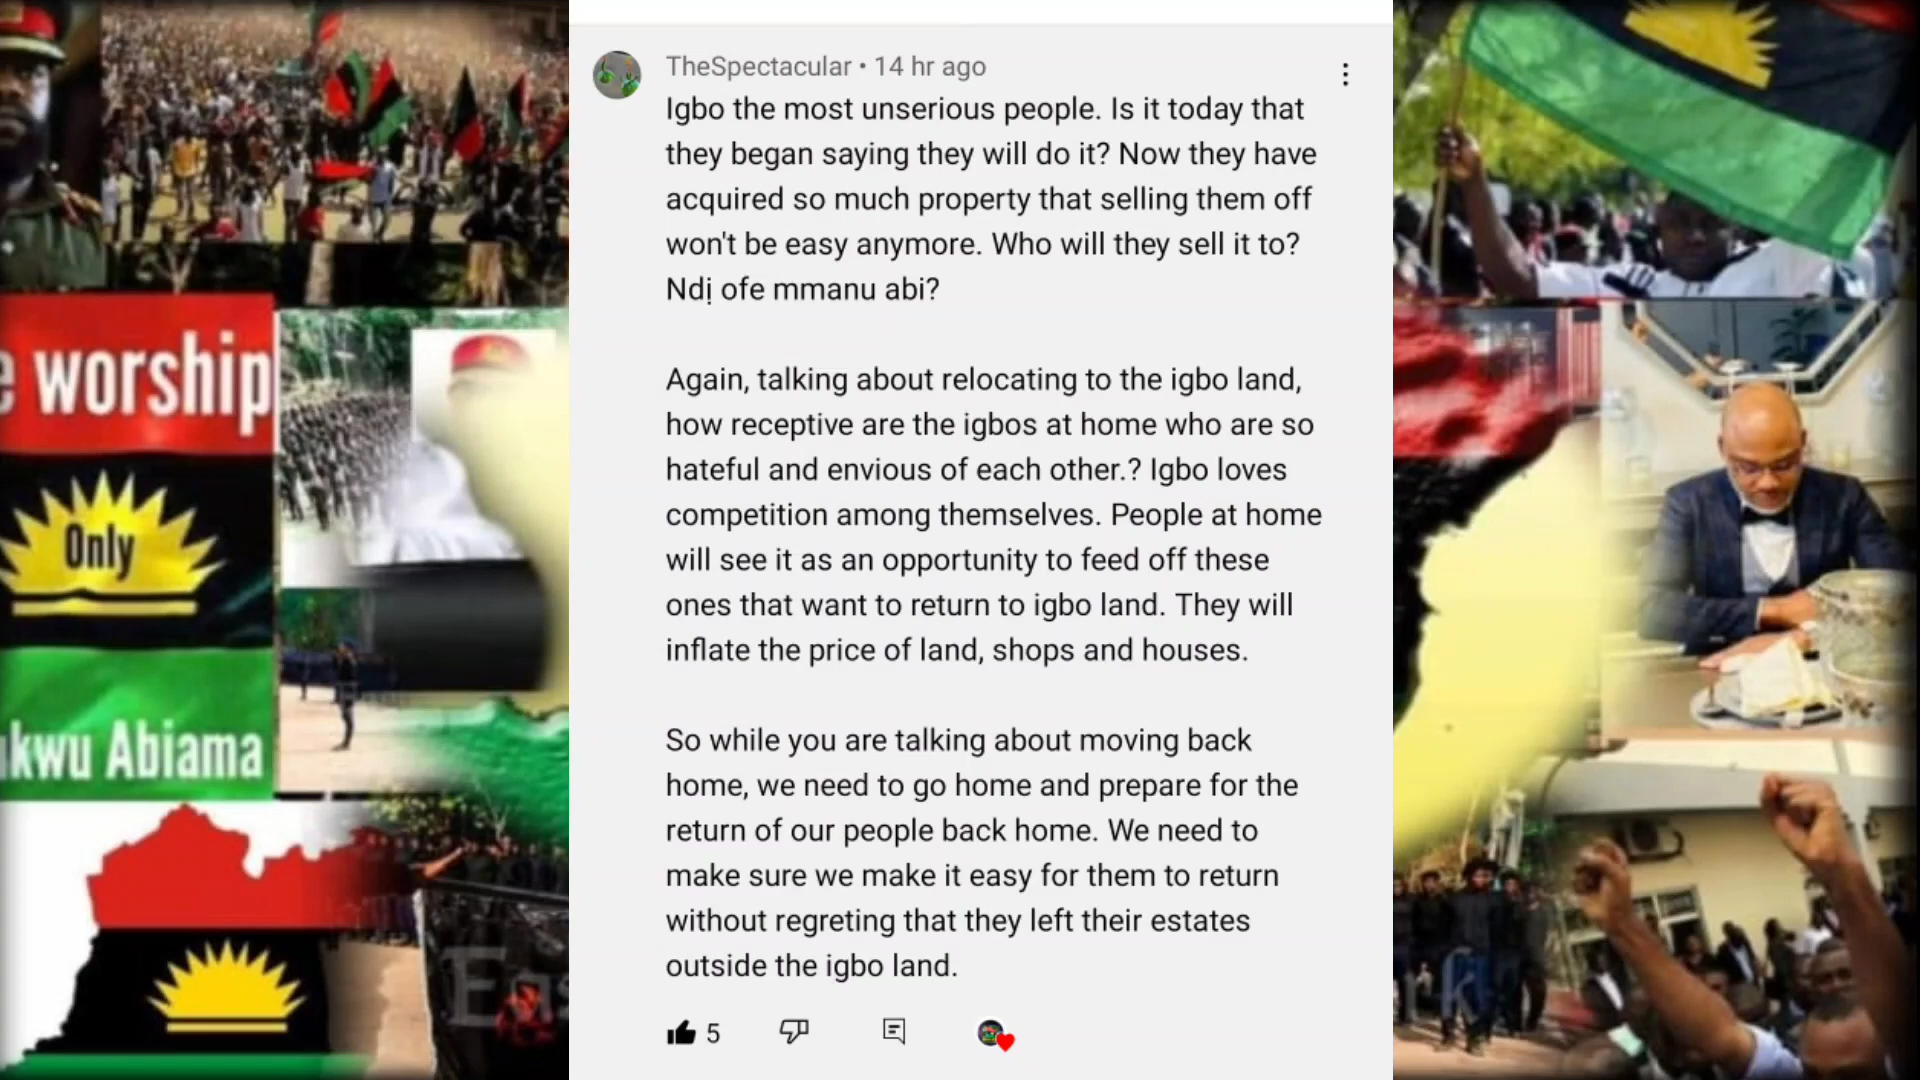 TheSpectacular • 14 hr ago
Igbo the most unserious people. Is it today that
they began saying they will do it? Now they have
acquired so much property that selling them off
won't be easy anymore. Who will they sell it to?
Ndị ofe mmanu abi?
Again, talking about relocating to the igbo land,
how receptive are the igbos at home who are so
hateful and envious of each other.? Igbo loves
competition among themselves. People at home
will see it as an opportunity to feed off these
ones that want to return to igbo land. They will
inflate the price of land, shops and houses.
So while you are talking about moving back
home, we need to go home and prepare for the
return of our people back home. We need to
make sure we make it easy for them to return
without regreting that they left their estates
outside the igbo land.
5
e worship
Only
ukwu Abiama